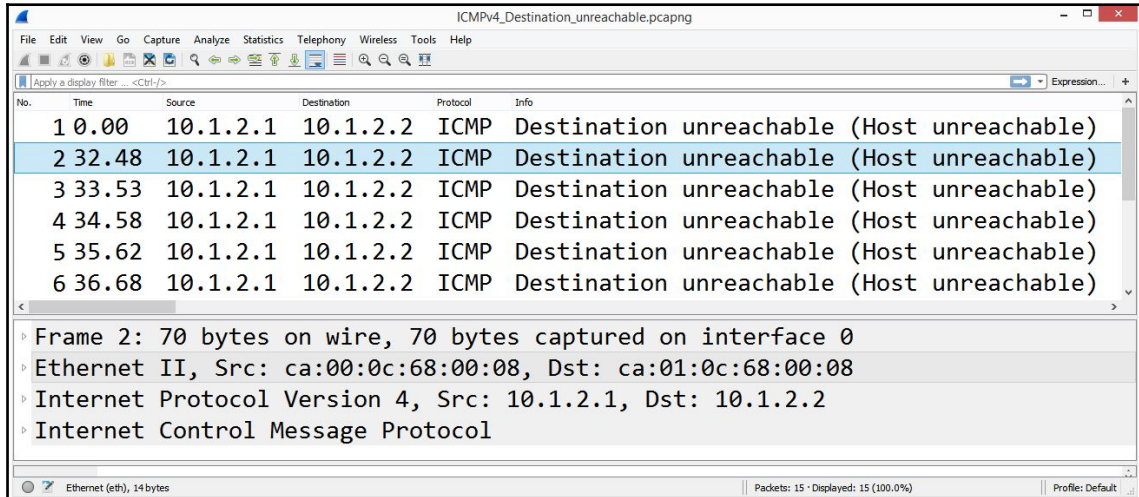 ICMPv4_Destination_unreachable.pcapng
File Edit View Go Capture Analyze Statistics Telephony Wireless Tools Help
Apply a display filter ... <Ctrl-/> Expression... +
No. Time Source Destination Protocol Info
1 0.00 10.1.2.1 10.1.2.2 ICMP Destination unreachable (Host unreachable)
2 32.48 10.1.2.1 10.1.2.2 ICMP Destination unreachable (Host unreachable)
3 33.53 10.1.2.1 10.1.2.2 ICMP Destination unreachable (Host unreachable)
4 34.58 10.1.2.1 10.1.2.2 ICMP Destination unreachable (Host unreachable)
5 35.62 10.1.2.1 10.1.2.2 ICMP Destination unreachable (Host unreachable)
6 36.68 10.1.2.1 10.1.2.2 ICMP Destination unreachable (Host unreachable)
Frame 2: 70 bytes on wire, 70 bytes captured on interface 0
Ethernet II, Src: ca:00:0c:68:00:08, Dst: ca:01:0c:68:00:08
Internet Protocol Version 4, Src: 10.1.2.1, Dst: 10.1.2.2
Internet Control Message Protocol
Ethernet (eth), 14 bytes Packets: 15 · Displayed: 15 (100.0%) Profile: Default